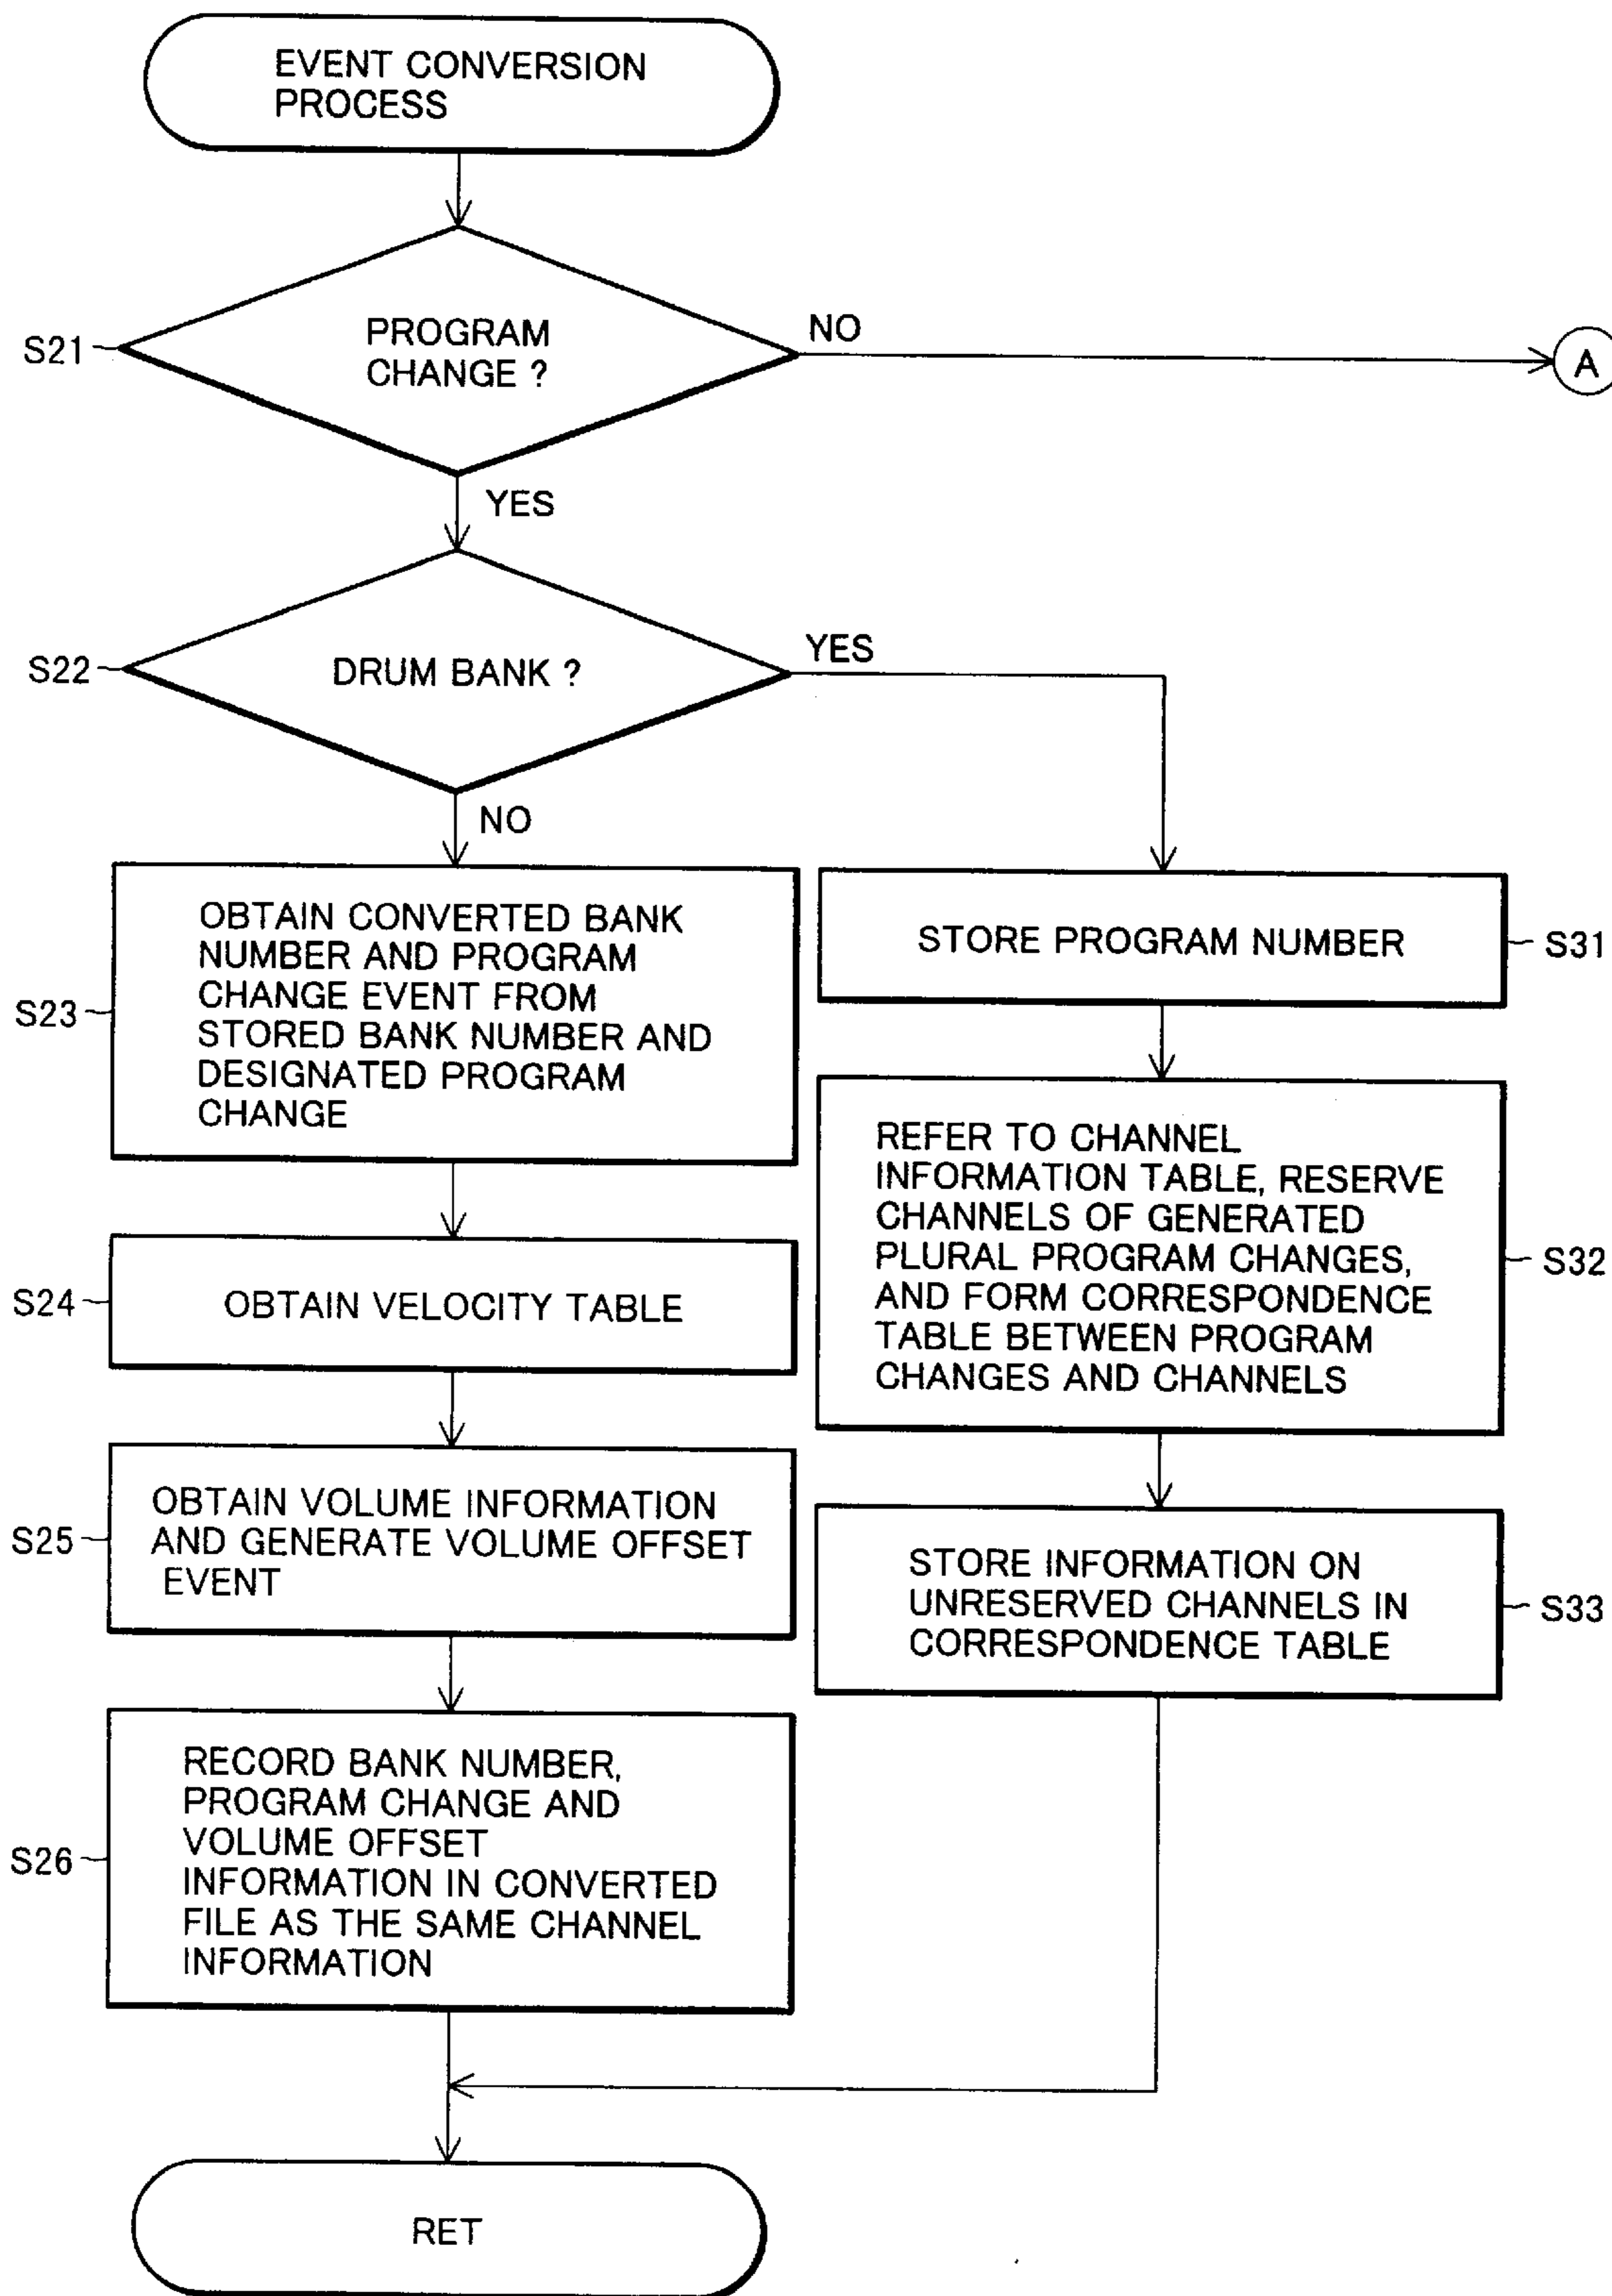 EVENT CONVERSION
PROCESS
S21
PROGRAM
CHANGE ?
NO
A
YES
S22
DRUM BANK ?
YES
NO
S23
OBTAIN CONVERTED BANK
NUMBER AND PROGRAM
CHANGE EVENT FROM
STORED BANK NUMBER AND
DESIGNATED PROGRAM
CHANGE
STORE PROGRAM NUMBER
S31
S24
OBTAIN VELOCITY TABLE
REFER TO CHANNEL
INFORMATION TABLE, RESERVE
CHANNELS OF GENERATED
PLURAL PROGRAM CHANGES,
AND FORM CORRESPONDENCE
TABLE BETWEEN PROGRAM
CHANGES AND CHANNELS
S32
S25
OBTAIN VOLUME INFORMATION
AND GENERATE VOLUME OFFSET
EVENT
STORE INFORMATION ON
UNRESERVED CHANNELS IN
CORRESPONDENCE TABLE
S33
S26
RECORD BANK NUMBER,
PROGRAM CHANGE AND
VOLUME OFFSET
INFORMATION IN CONVERTED
FILE AS THE SAME CHANNEL
INFORMATION
RET